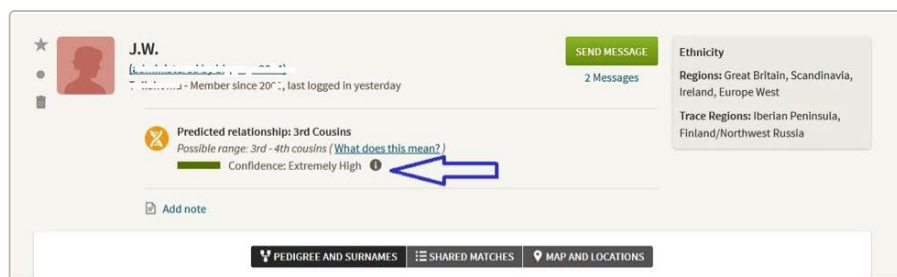 J.W.
SEND MESSAGE
2 Messages
- Member since last logged in yesterday
Predicted relationship: 3rd Cousins
Possible range: 3rd - 4th cousins ( What does this mean? )
Confidence: Extremely High
Add note
Ethnicity
Regions: Great Britain, Scandinavia,
Ireland, Europe West
Trace Regions: Iberian Peninsula,
Finland/Northwest Russia
PEDIGREE AND SURNAMES
SHARED MATCHES
MAP AND LOCATIONS